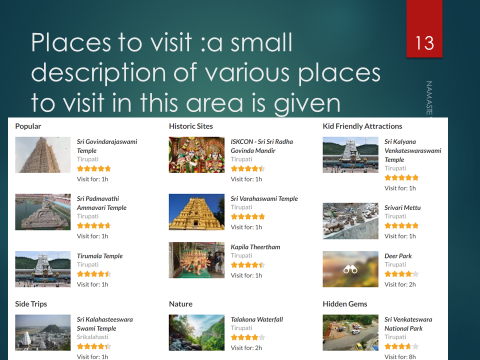 Places to visit :a small
description of various places
to visit in this area is given
13
NAMASTE
Popular
Sri Govindarajaswami
Temple
Tirupati
Visit for: 1h
Sri Padmavathi
Ammavari Temple
Tirupati
Visit for: 1h
Tirumala Temple
Tirupati
Visit for: 1h
Historic Sites
ISKCON - Sri Sri Radha
Govinda Mandir
Tirupati
Visit for: 1h
Sri Varahaswami Temple
Tirupati
Visit for: 1h
Kapila Theertham
Tirupati
Visit for: 1h
Kid Friendly Attractions
Sri Kalyana
Venkateswaraswami
Temple
Tirupati
Visit for: 1h
Srivari Mettu
Tirupati
Visit for: 1h
Deer Park
Tirupati
Visit for: 2h
Side Trips
Sri Kalahasteeswara
Swami Temple
Srikalahasti
Visit for: 1h
Nature
Talakona Waterfall
Tirupati
Visit for: 2h
Hidden Gems
Sri Venkateswara
National Park
Tirupati
Visit for: 8h